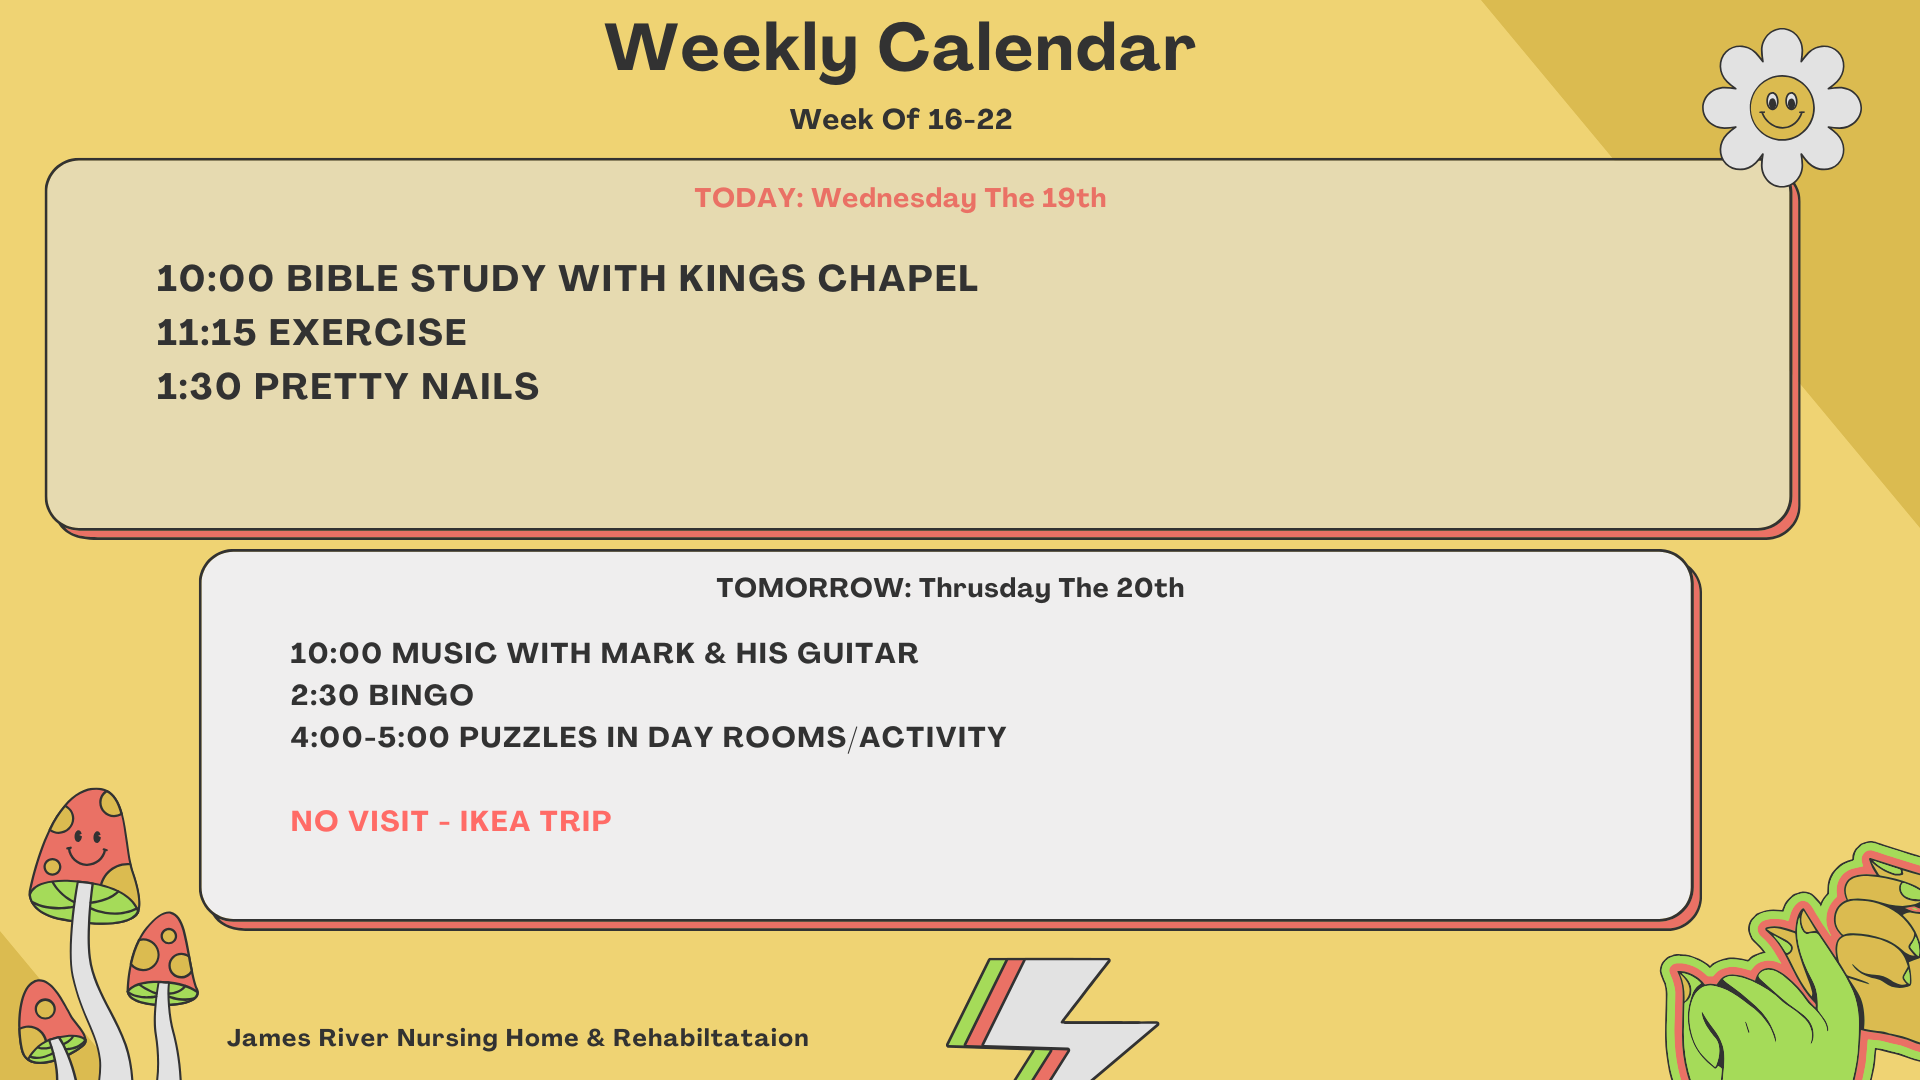 Weekly Calendar
Week Of 16-22
TODAY: Wednesday The 19th
10:00 BIBLE STUDY WITH KINGS CHAPEL
11:15 EXERCISE
1:30 PRETTY NAILS
TOMORROW: Thrusday The 20th
10:00 MUSIC WITH MARK & HIS GUITAR
2:30 BINGO
4:00-5:00 PUZZLES IN DAY ROOMS/ACTIVITY
NO VISIT - IKEA TRIP
James River Nursing Home & Rehabiltataion